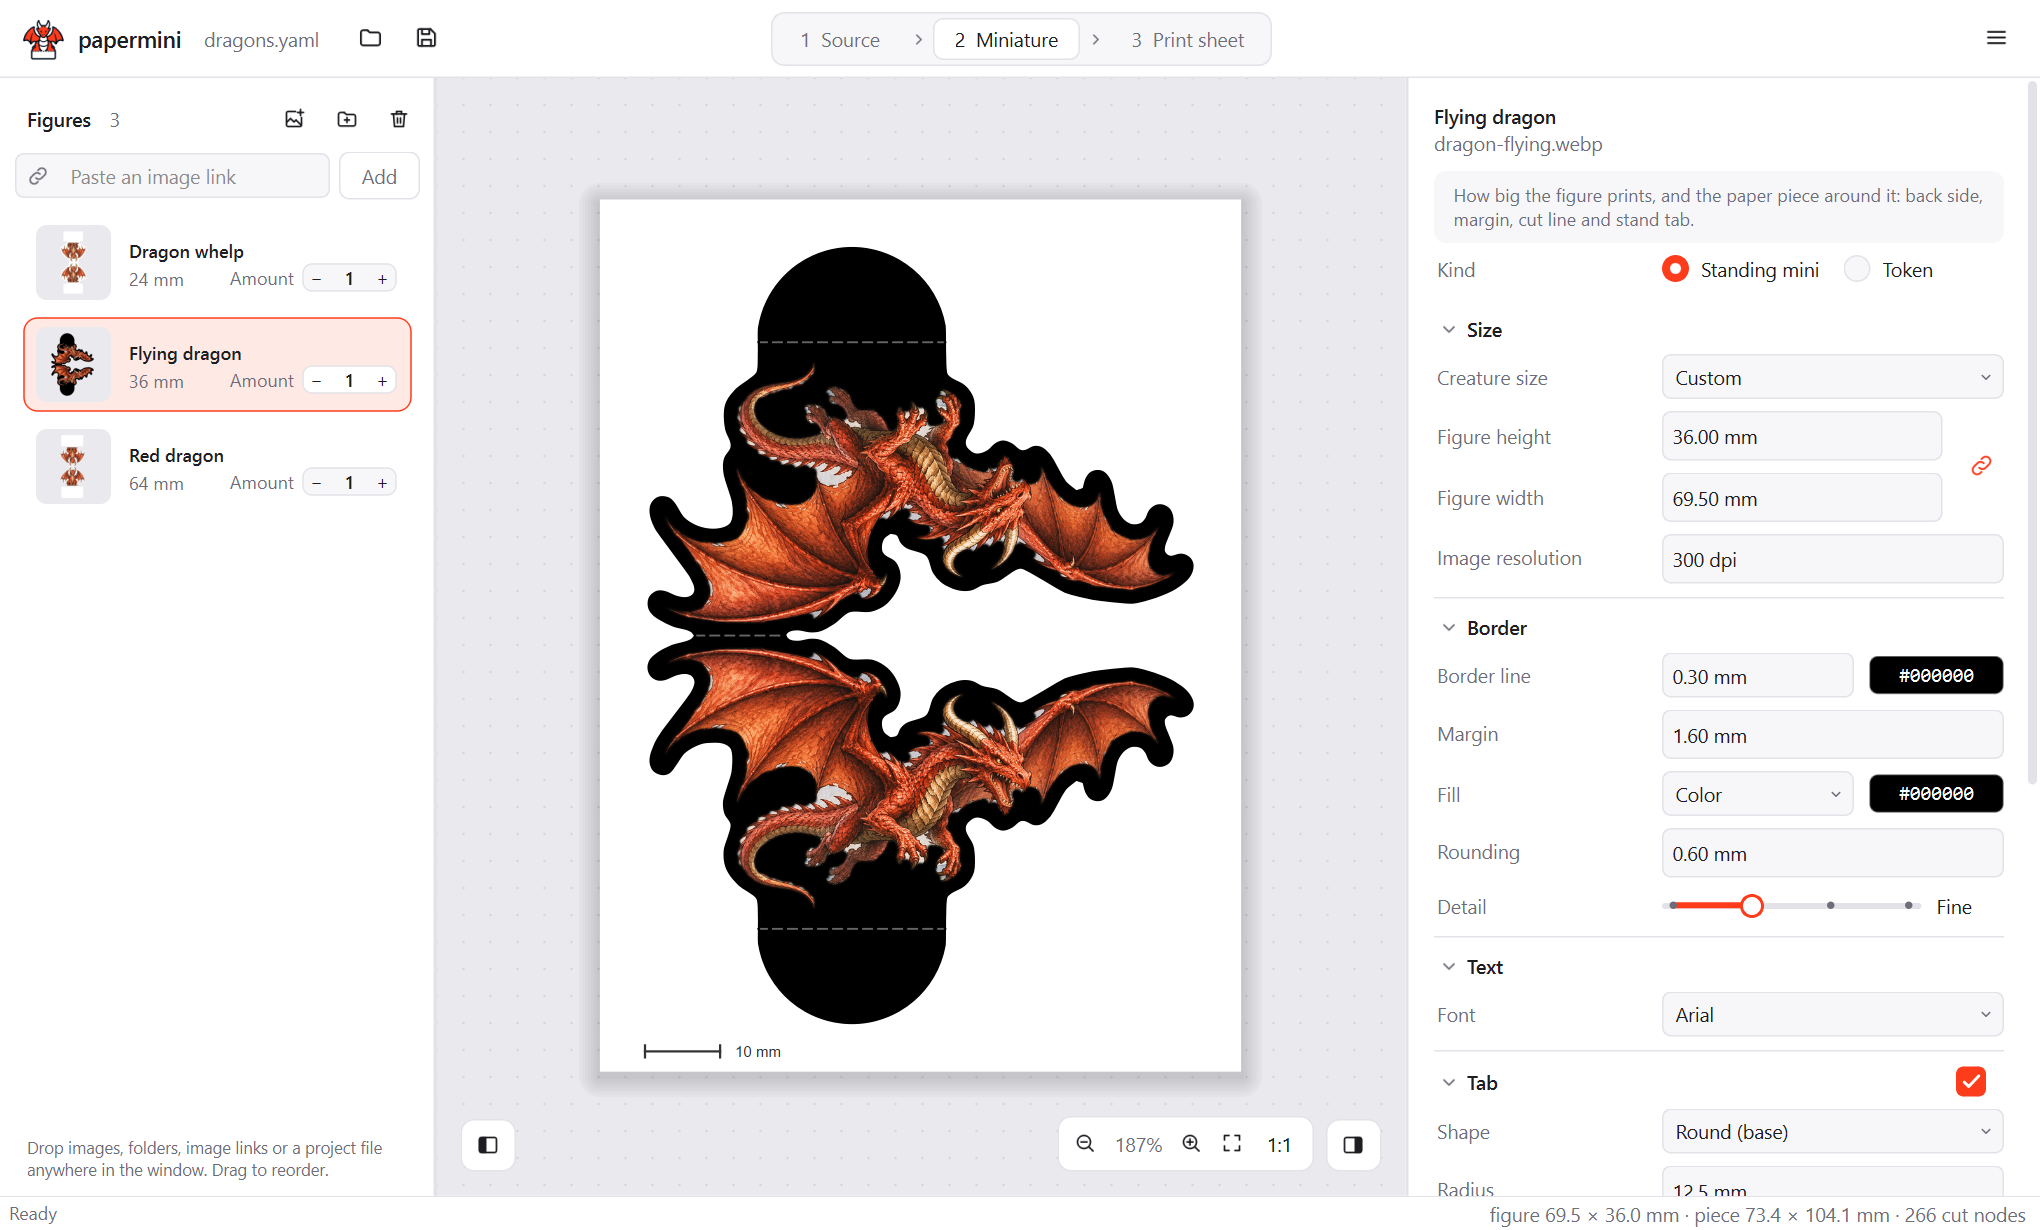 papermini dragons.yaml
1 Source
2 Miniature
3 Print sheet
Figures 3
Paste an image link
Add
Dragon whelp
24 mm Amount − 1 +
Flying dragon
36 mm Amount − 1 +
Red dragon
64 mm Amount − 1 +
Drop images, folders, image links or a project file
anywhere in the window. Drag to reorder.
10 mm
187% 1:1
Flying dragon
dragon-flying.webp
How big the figure prints, and the paper piece around it: back side,
margin, cut line and stand tab.
Kind Standing mini Token
Size
Creature size Custom
Figure height 36.00 mm
Figure width 69.50 mm
Image resolution 300 dpi
Border
Border line 0.30 mm #000000
Margin 1.60 mm
Fill Color #000000
Rounding 0.60 mm
Detail Fine
Text
Font Arial
Tab
Shape Round (base)
Radius 12.5 mm
Ready
figure 69.5 × 36.0 mm · piece 73.4 × 104.1 mm · 266 cut nodes